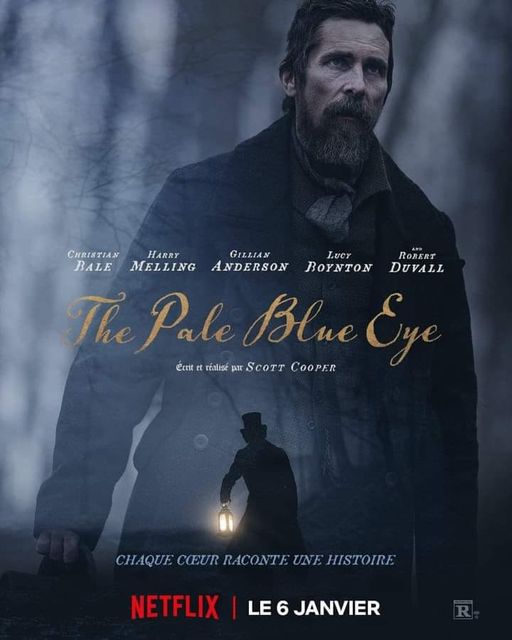 CHRISTIAN HARRY GILLIAN LUCY AND ROBERT
BALE MELLING ANDERSON BOYNTON DUVALL
The Pale Blue Eye
Écrit et réalisé par SCOTT COOPER
CHAQUE CŒUR RACONTE UNE HISTOIRE
NETFLIX | LE 6 JANVIER
R